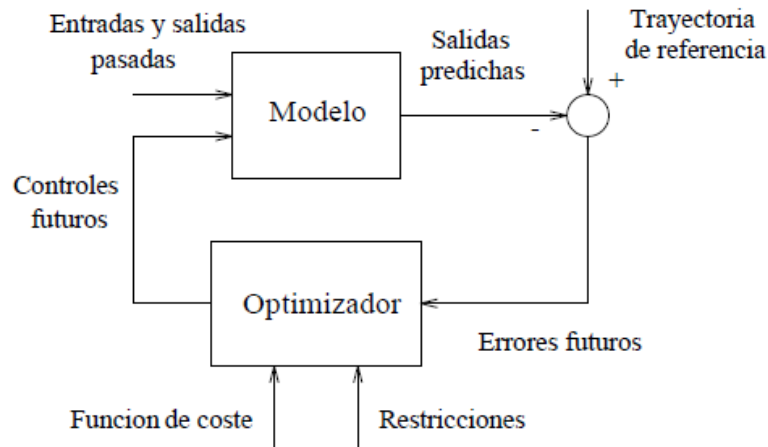 Entradas y salidas
pasadas
Salidas
predichas
Trayectoria
de referencia
+
Modelo
-
Controles
futuros
Optimizador
Errores futuros
Funcion de coste
Restricciones